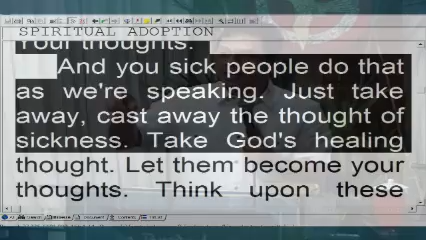 SPIRITUAL ADOPTION
Your thoughts.
And you sick people do that
as we're speaking. Just take
away, cast away the thought of
sickness. Take God's healing
thought. Let them become your
thoughts. Think upon these